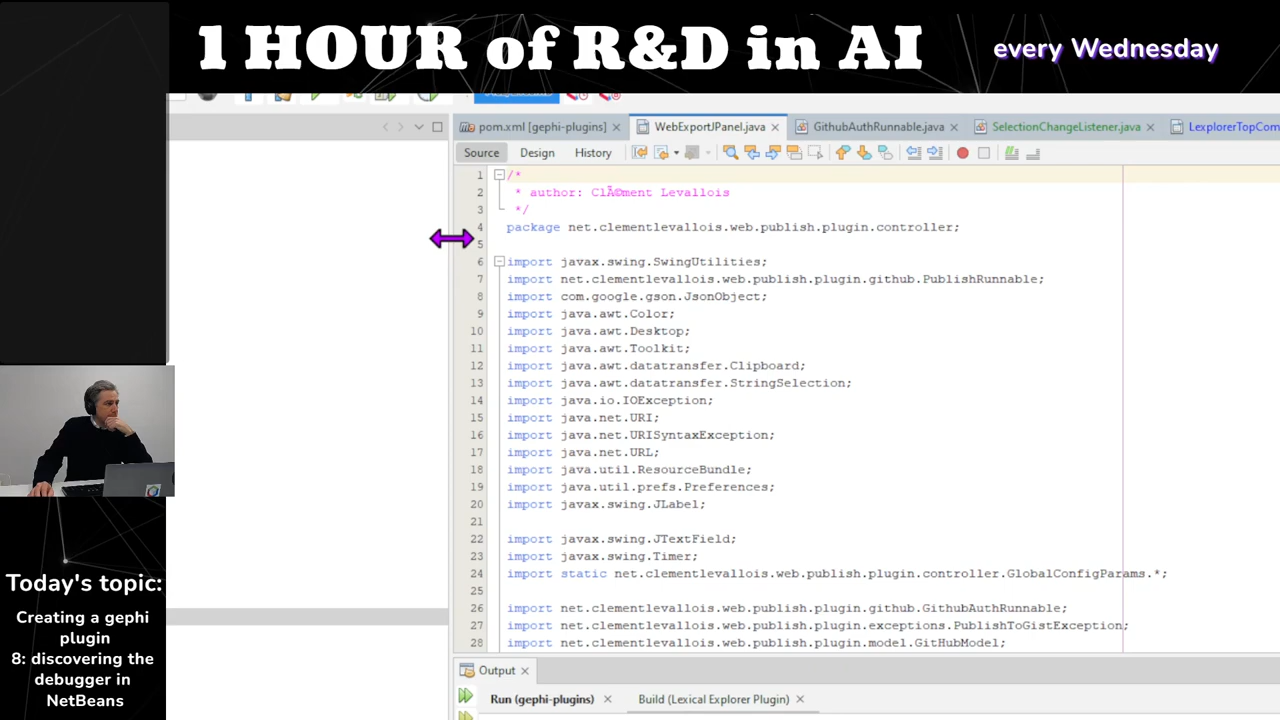 1 HOUR of R&D in AI
every Wednesday
pom.xml [gephi-plugins]
WebExportJPanel.java
GithubAuthRunnable.java
SelectionChangeListener.java
LexplorerTopCom
Source
Design
History
1 /*
2 * author: ClÃ©ment Levallois
3 */
4 package net.clementlevallois.web.publish.plugin.controller;
5
6 import javax.swing.SwingUtilities;
7 import net.clementlevallois.web.publish.plugin.github.PublishRunnable;
8 import com.google.gson.JsonObject;
9 import java.awt.Color;
10 import java.awt.Desktop;
11 import java.awt.Toolkit;
12 import java.awt.datatransfer.Clipboard;
13 import java.awt.datatransfer.StringSelection;
14 import java.io.IOException;
15 import java.net.URI;
16 import java.net.URISyntaxException;
17 import java.net.URL;
18 import java.util.ResourceBundle;
19 import java.util.prefs.Preferences;
20 import javax.swing.JLabel;
21
22 import javax.swing.JTextField;
23 import javax.swing.Timer;
24 import static net.clementlevallois.web.publish.plugin.controller.GlobalConfigParams.*;
25
26 import net.clementlevallois.web.publish.plugin.github.GithubAuthRunnable;
27 import net.clementlevallois.web.publish.plugin.exceptions.PublishToGistException;
28 import net.clementlevallois.web.publish.plugin.model.GitHubModel;
Output
Run (gephi-plugins)
Build (Lexical Explorer Plugin)
Today's topic:
Creating a gephi
plugin
8: discovering the
debugger in
NetBeans